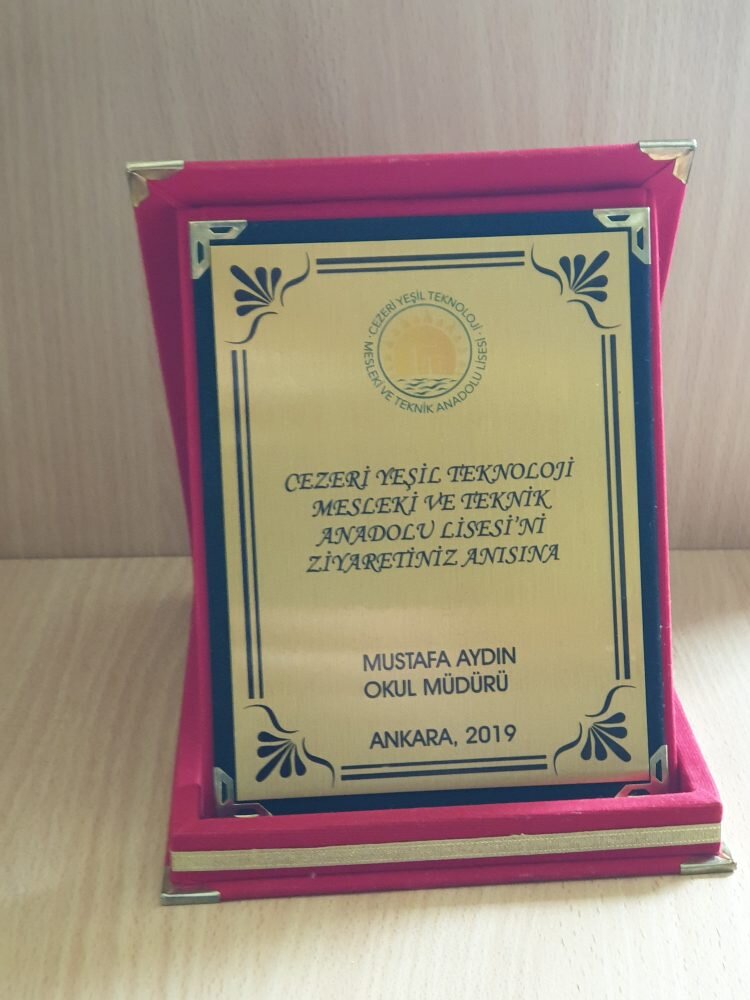 · CEZERİ YEŞİL TEKNOLOJİ ·
MESLEKİ VE TEKNİK ANADOLU LİSESİ
CEZERİ YEŞİL TEKNOLOJİ
MESLEKİ VE TEKNİK
ANADOLU LİSESİ'Nİ
ZİYARETİNİZ ANISINA
MUSTAFA AYDIN
OKUL MÜDÜRÜ
ANKARA, 2019